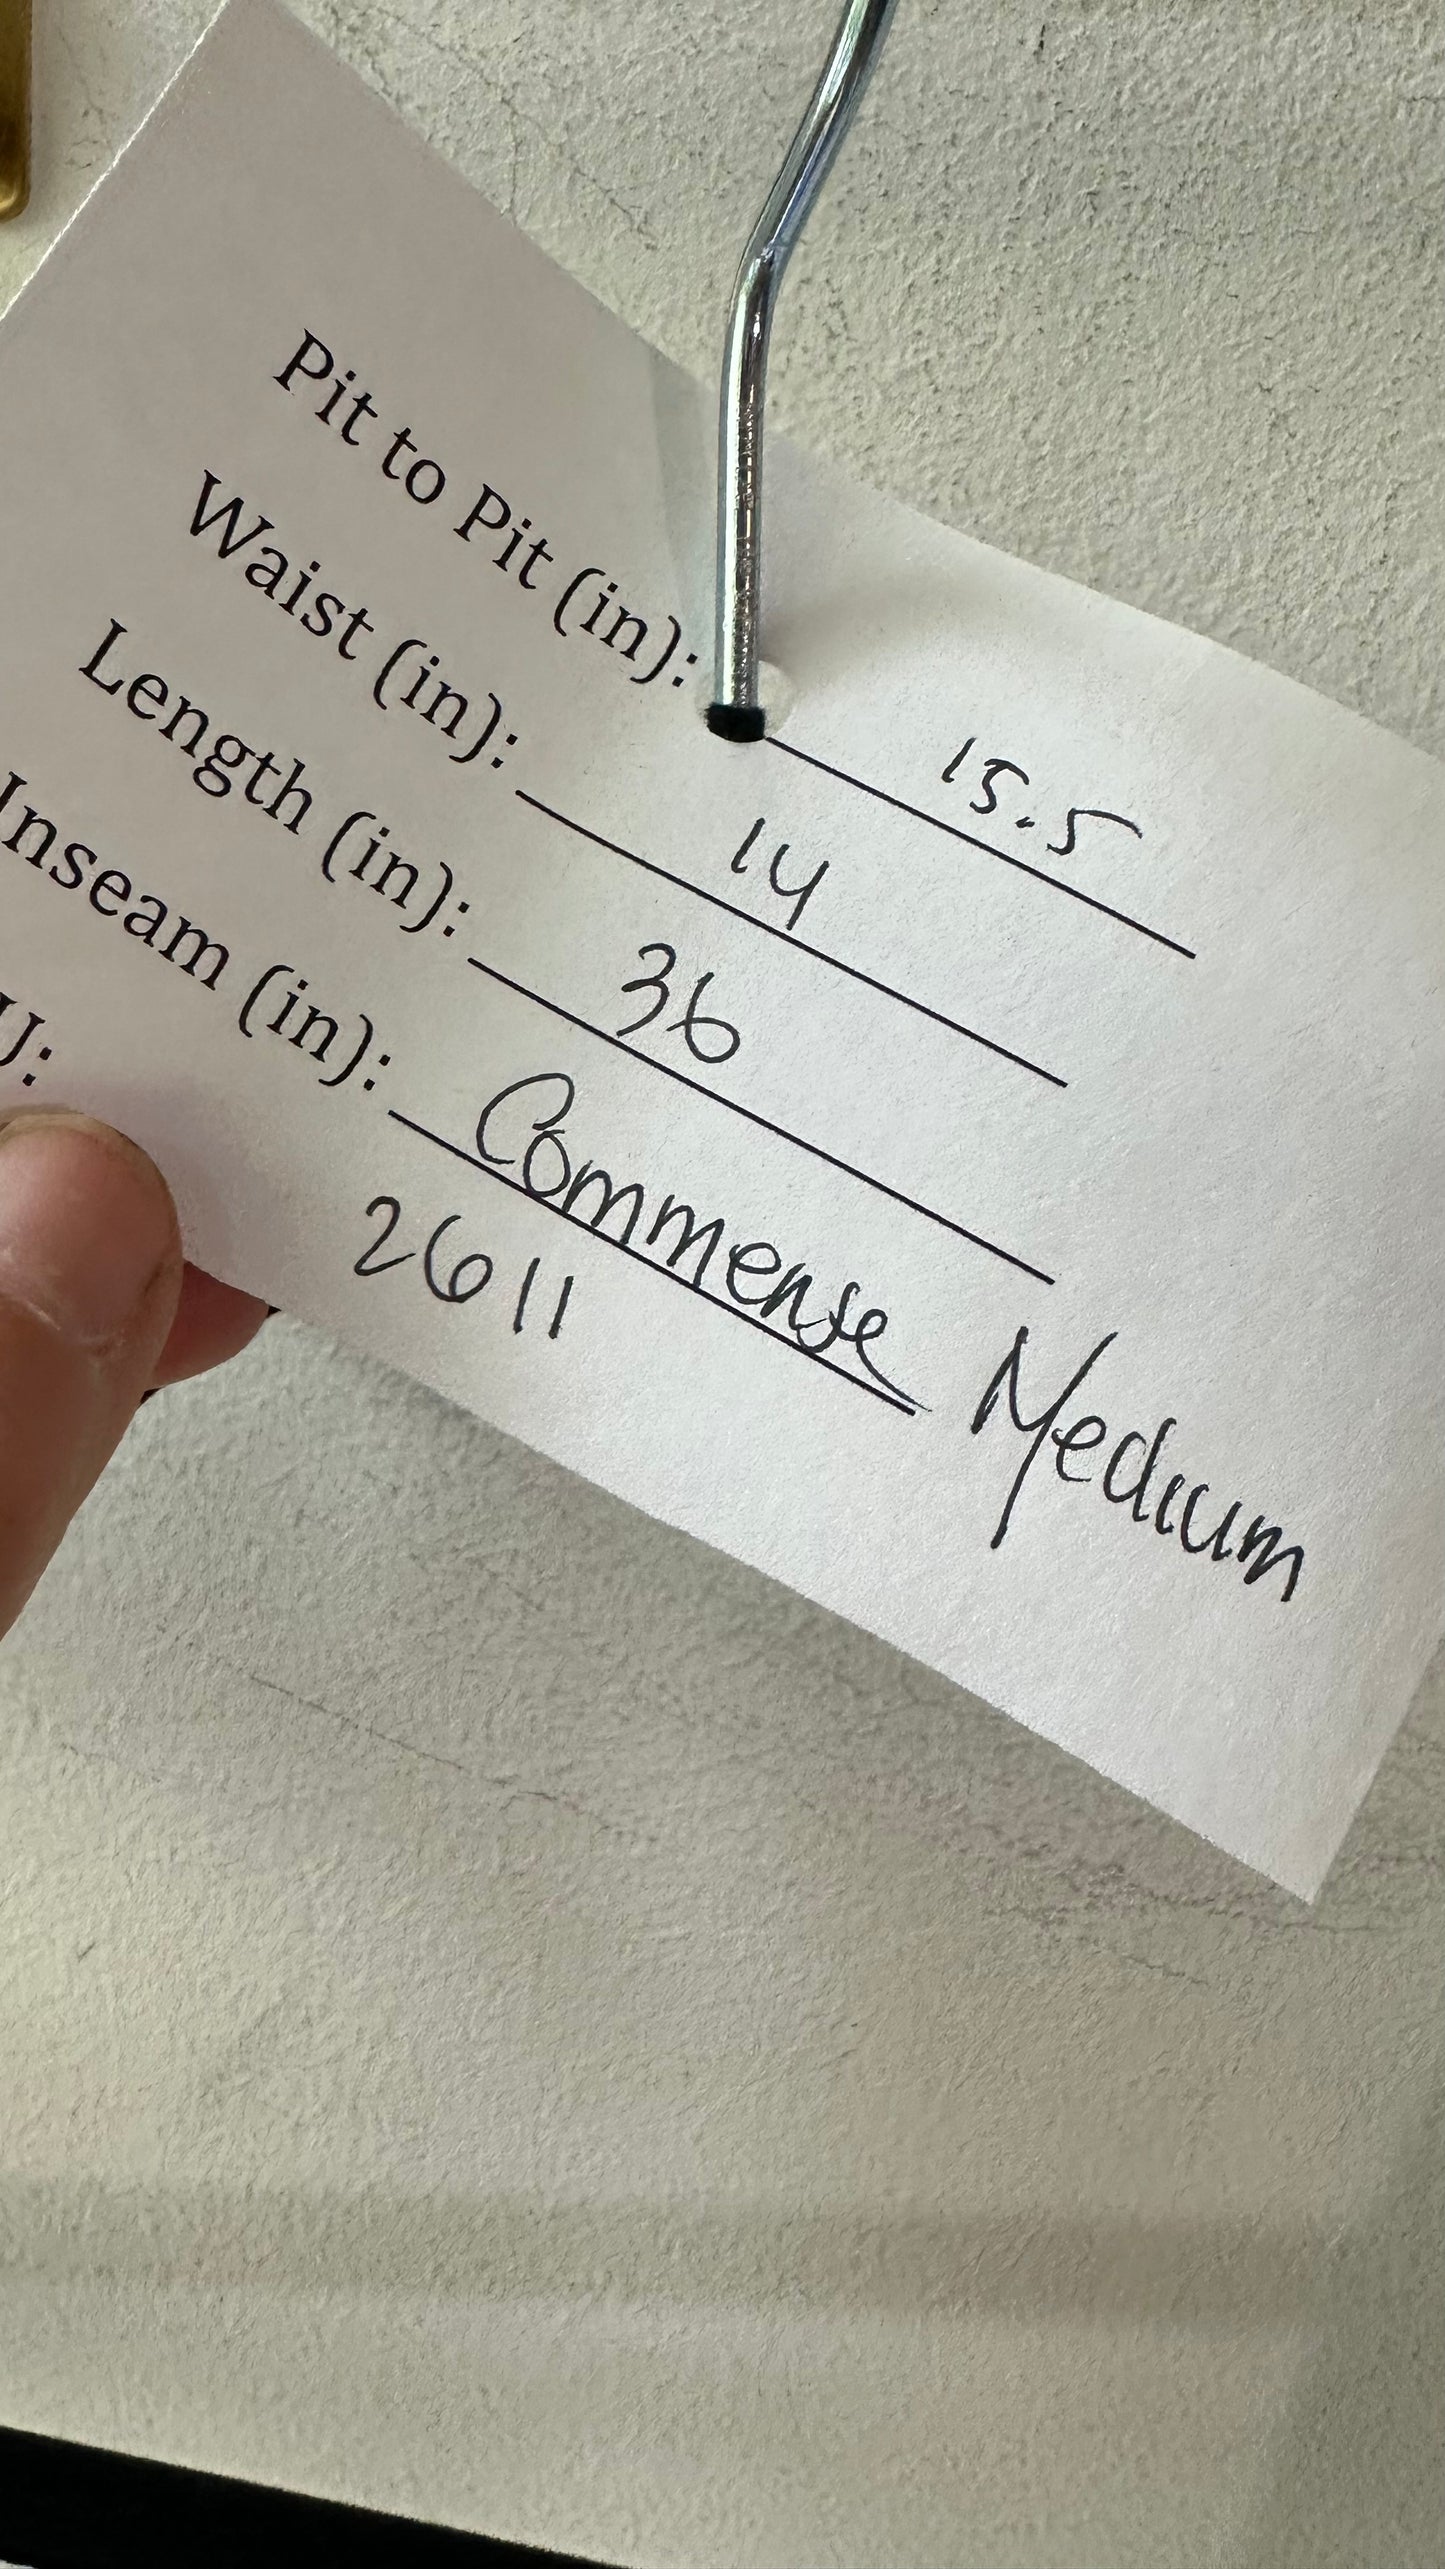 Pit to Pit (in): 15.5
Waist (in): 14
Length (in): 36
Inseam (in): Commense Medium
U: 2611